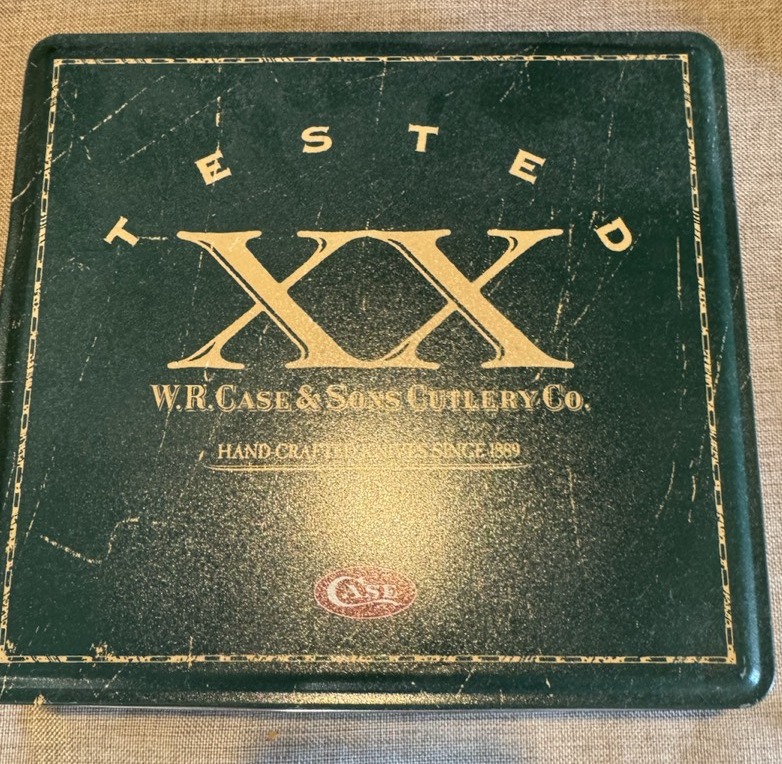 TESTED
XX
W.R. CASE & SONS CUTLERY CO.
HAND CRAFTED KNIVES SINCE 1889
CASE